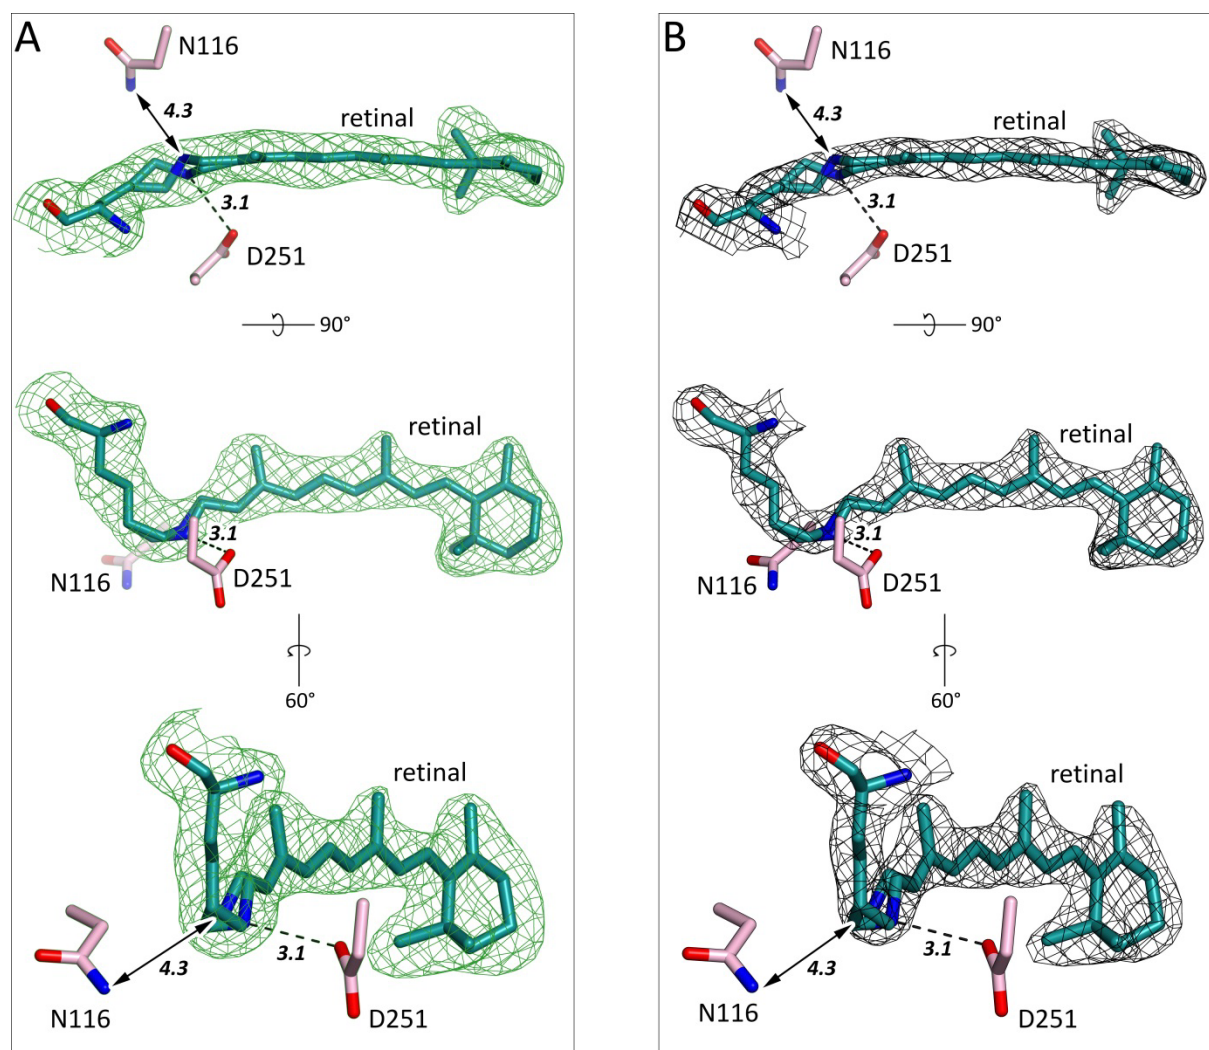 A
N116
4.3
retinal
3.1
D251
90°
retinal
3.1
N116
D251
60°
retinal
4.3
3.1
N116
D251
B
N116
4.3
retinal
3.1
D251
90°
retinal
3.1
N116
D251
60°
retinal
4.3
3.1
N116
D251